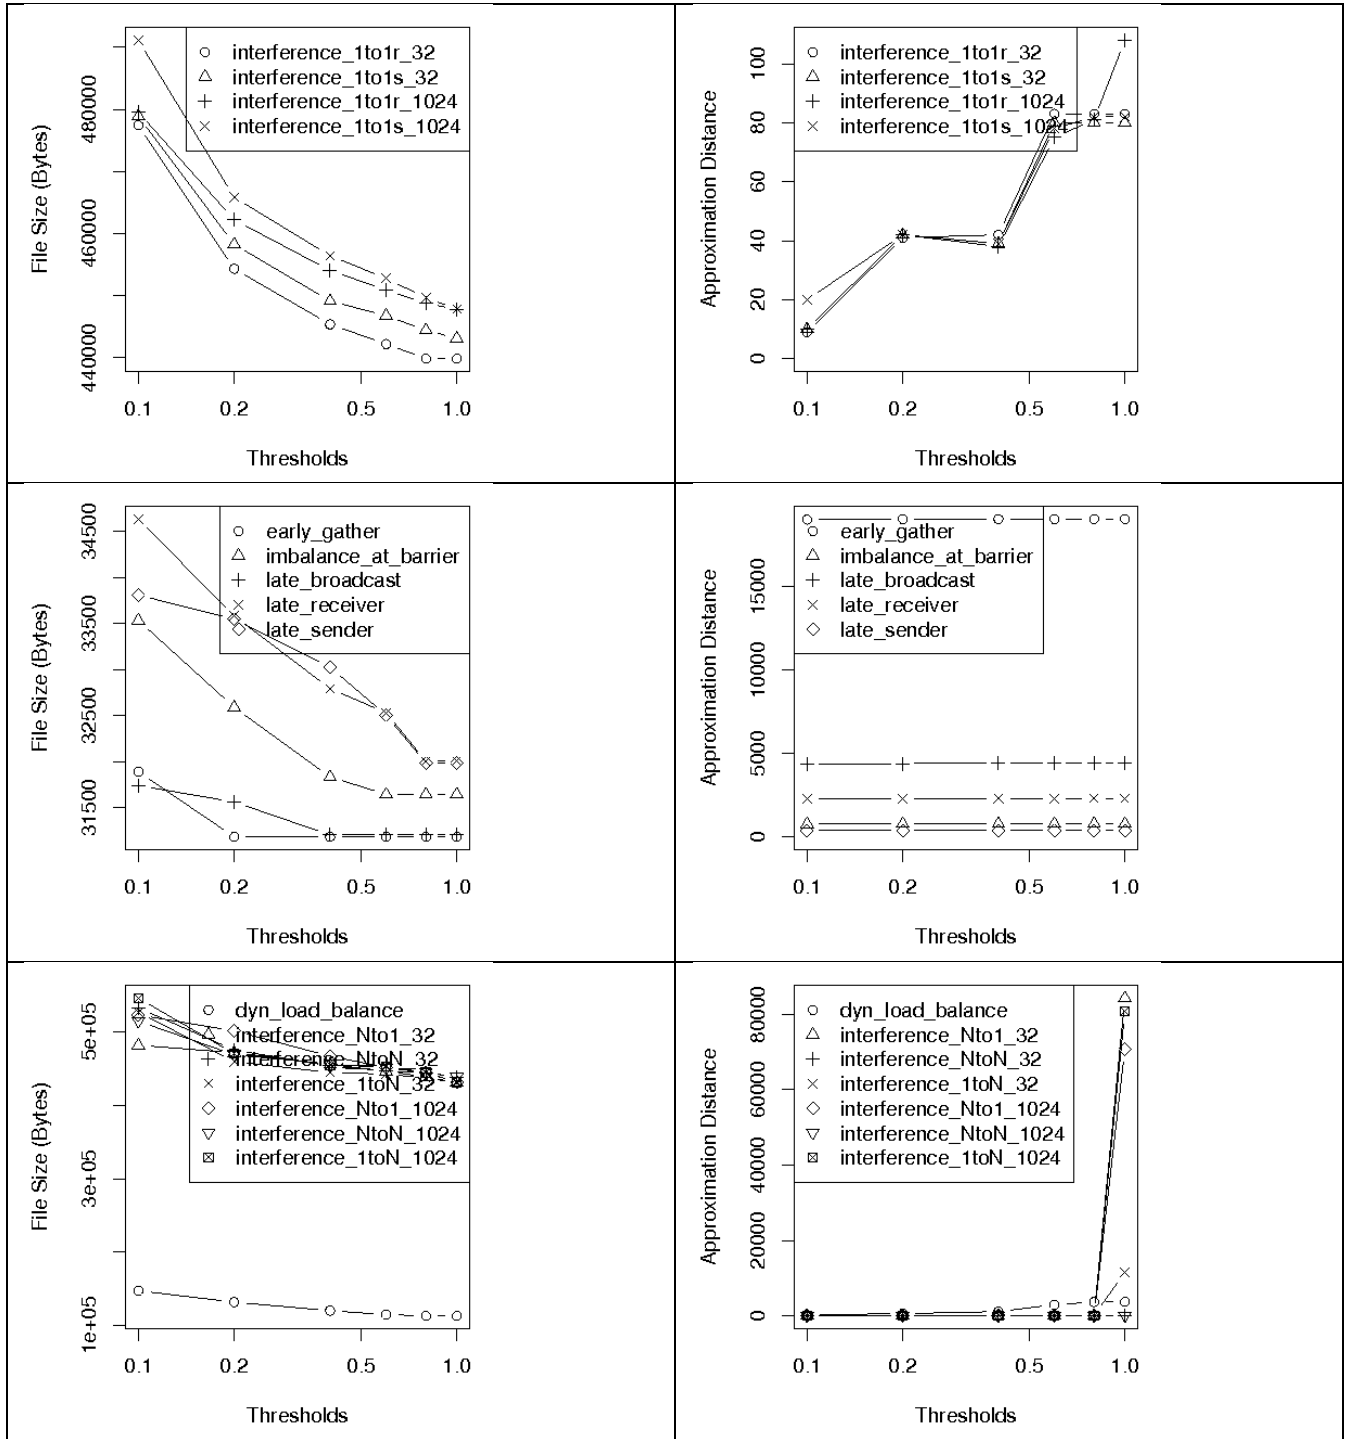 File Size (Bytes)
440000
460000
480000
interference_1to1r_32
interference_1to1s_32
interference_1to1r_1024
interference_1to1s_1024
0.1 0.2 0.5 1.0
Thresholds
Approximation Distance
0
20
40
60
80
100
interference_1to1r_32
interference_1to1s_32
interference_1to1r_1024
interference_1to1s_1024
0.1 0.2 0.5 1.0
Thresholds
File Size (Bytes)
31500
32500
33500
34500
early_gather
imbalance_at_barrier
late_broadcast
late_receiver
late_sender
0.1 0.2 0.5 1.0
Thresholds
Approximation Distance
0
5000
10000
15000
early_gather
imbalance_at_barrier
late_broadcast
late_receiver
late_sender
0.1 0.2 0.5 1.0
Thresholds
File Size (Bytes)
1e+05
3e+05
5e+05
dyn_load_balance
interference_Nto1_32
interference_NtoN_32
interference_1toN_32
interference_Nto1_1024
interference_NtoN_1024
interference_1toN_1024
0.1 0.2 0.5 1.0
Thresholds
Approximation Distance
0
20000
40000
60000
80000
dyn_load_balance
interference_Nto1_32
interference_NtoN_32
interference_1toN_32
interference_Nto1_1024
interference_NtoN_1024
interference_1toN_1024
0.1 0.2 0.5 1.0
Thresholds